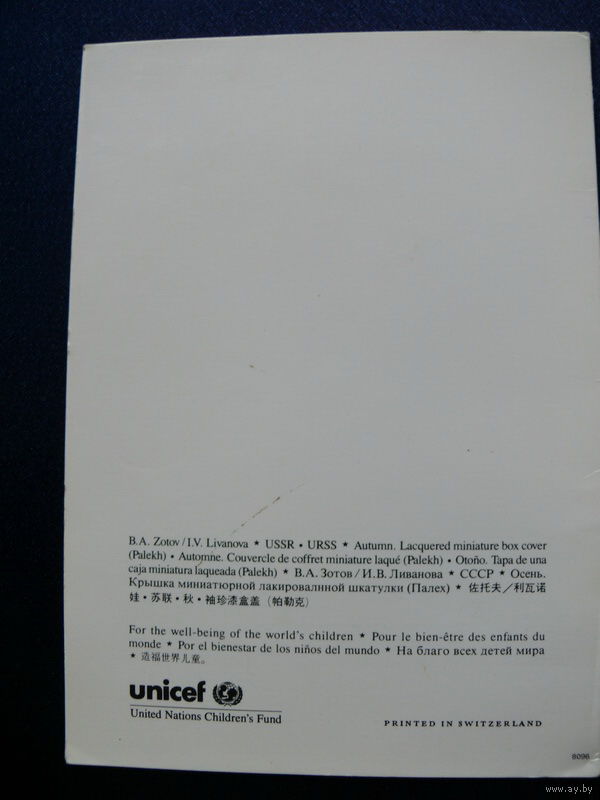 B.A. Zotov/I.V. Livanova ★ USSR • URSS ★ Autumn. Lacquered miniature box cover
(Palekh) • Automne. Couvercle de coffret miniature laqué (Palekh) • Otoño. Tapa de una
caja miniatura laqueada (Palekh) ★ В.А. Зотов/И.В. Ливанова ★ СССР ★ Осень.
Крышка миниатюрной лакировалнной шкатулки (Палех) ★ 佐托夫/利瓦诺
娃・苏联・秋・袖珍漆盒盖 (帕勒克)
For the well-being of the world's children ★ Pour le bien-être des enfants du
monde ★ Por el bienestar de los niños del mundo ★ На благо всех детей мира
★ 造福世界儿童。
unicef
United Nations Children's Fund
PRINTED IN SWITZERLAND
8096
www.ay.by